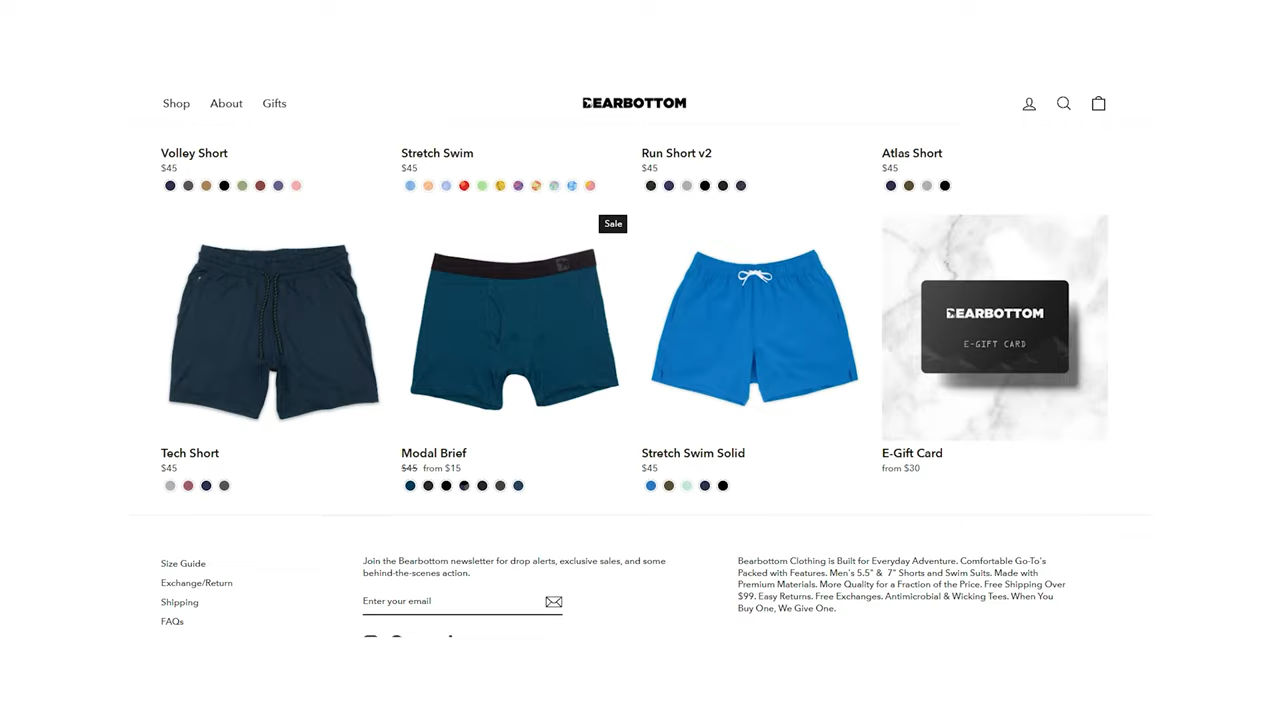 Shop About Gifts BEARBOTTOM
Volley Short Stretch Swim Run Short v2 Atlas Short
$45 $45 $45 $45
Sale
BEARBOTTOM
E-GIFT CARD
Tech Short Modal Brief Stretch Swim Solid E-Gift Card
$45 $45 from $15 $45 from $30
Size Guide
Exchange/Return
Shipping
FAQs
Join the Bearbottom newsletter for drop alerts, exclusive sales, and some
behind-the-scenes action.
Enter your email
Bearbottom Clothing is Built for Everyday Adventure. Comfortable Go-To's
Packed with Features. Men's 5.5" & 7" Shorts and Swim Suits. Made with
Premium Materials. More Quality for a Fraction of the Price. Free Shipping Over
$99. Easy Returns. Free Exchanges. Antimicrobial & Wicking Tees. When You
Buy One, We Give One.